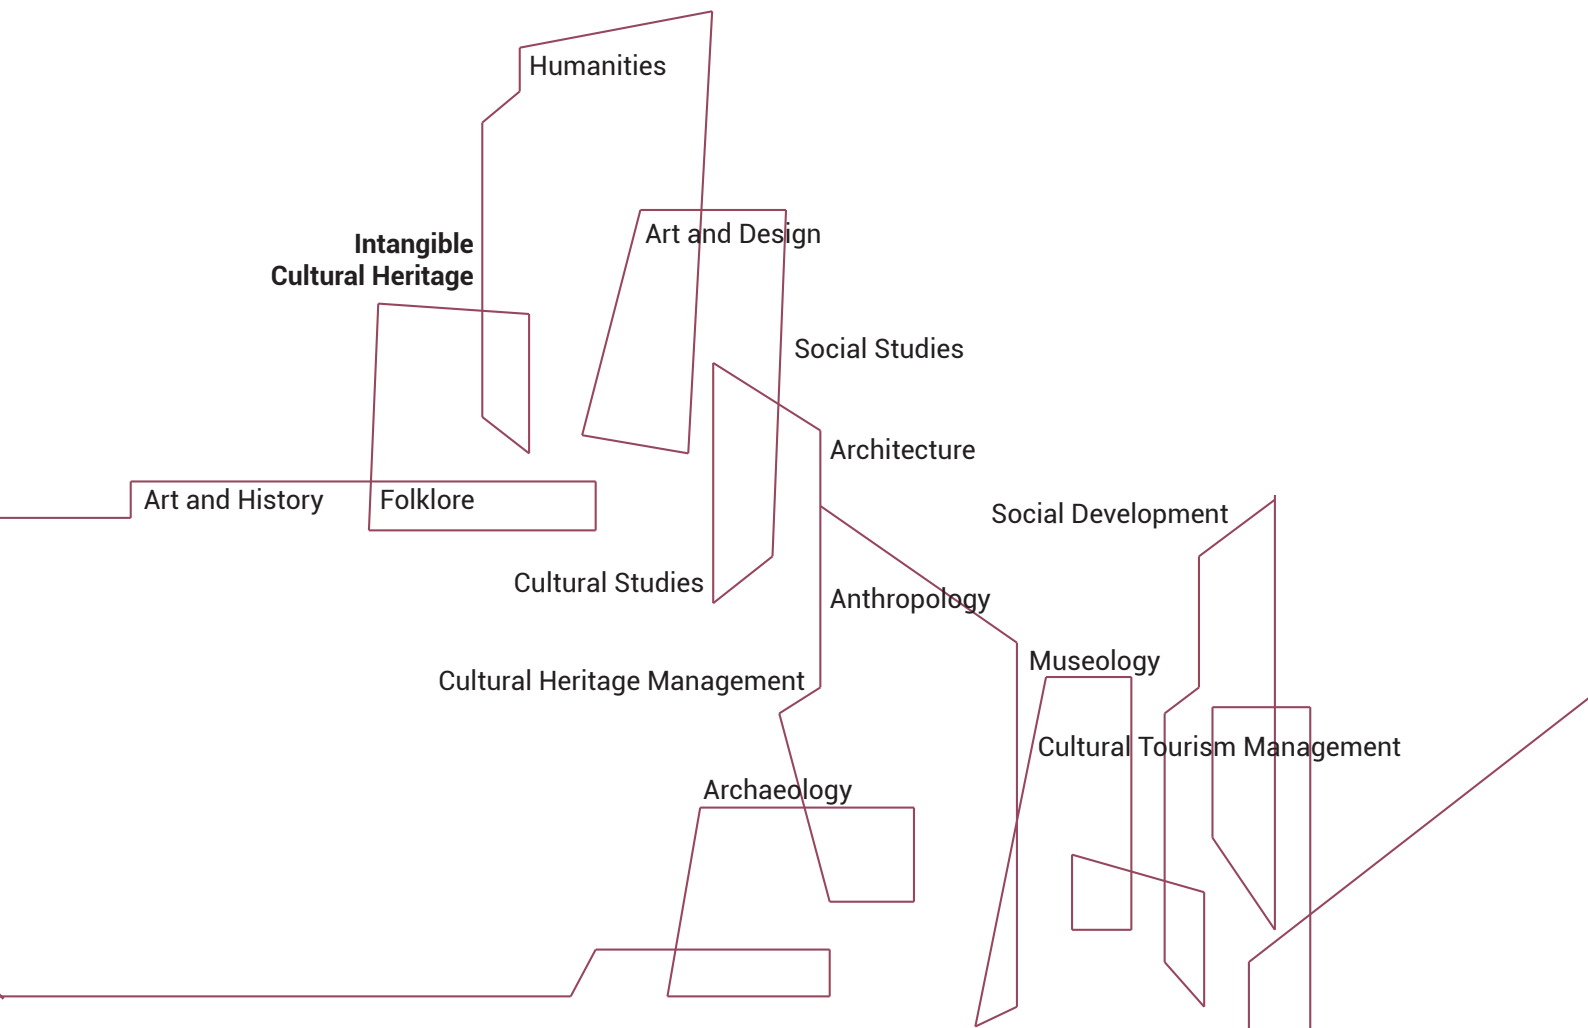 Humanities
Art and Design
Intangible
Cultural Heritage
Social Studies
Architecture
Art and History
Folklore
Social Development
Cultural Studies
Anthropology
Museology
Cultural Heritage Management
Cultural Tourism Management
Archaeology